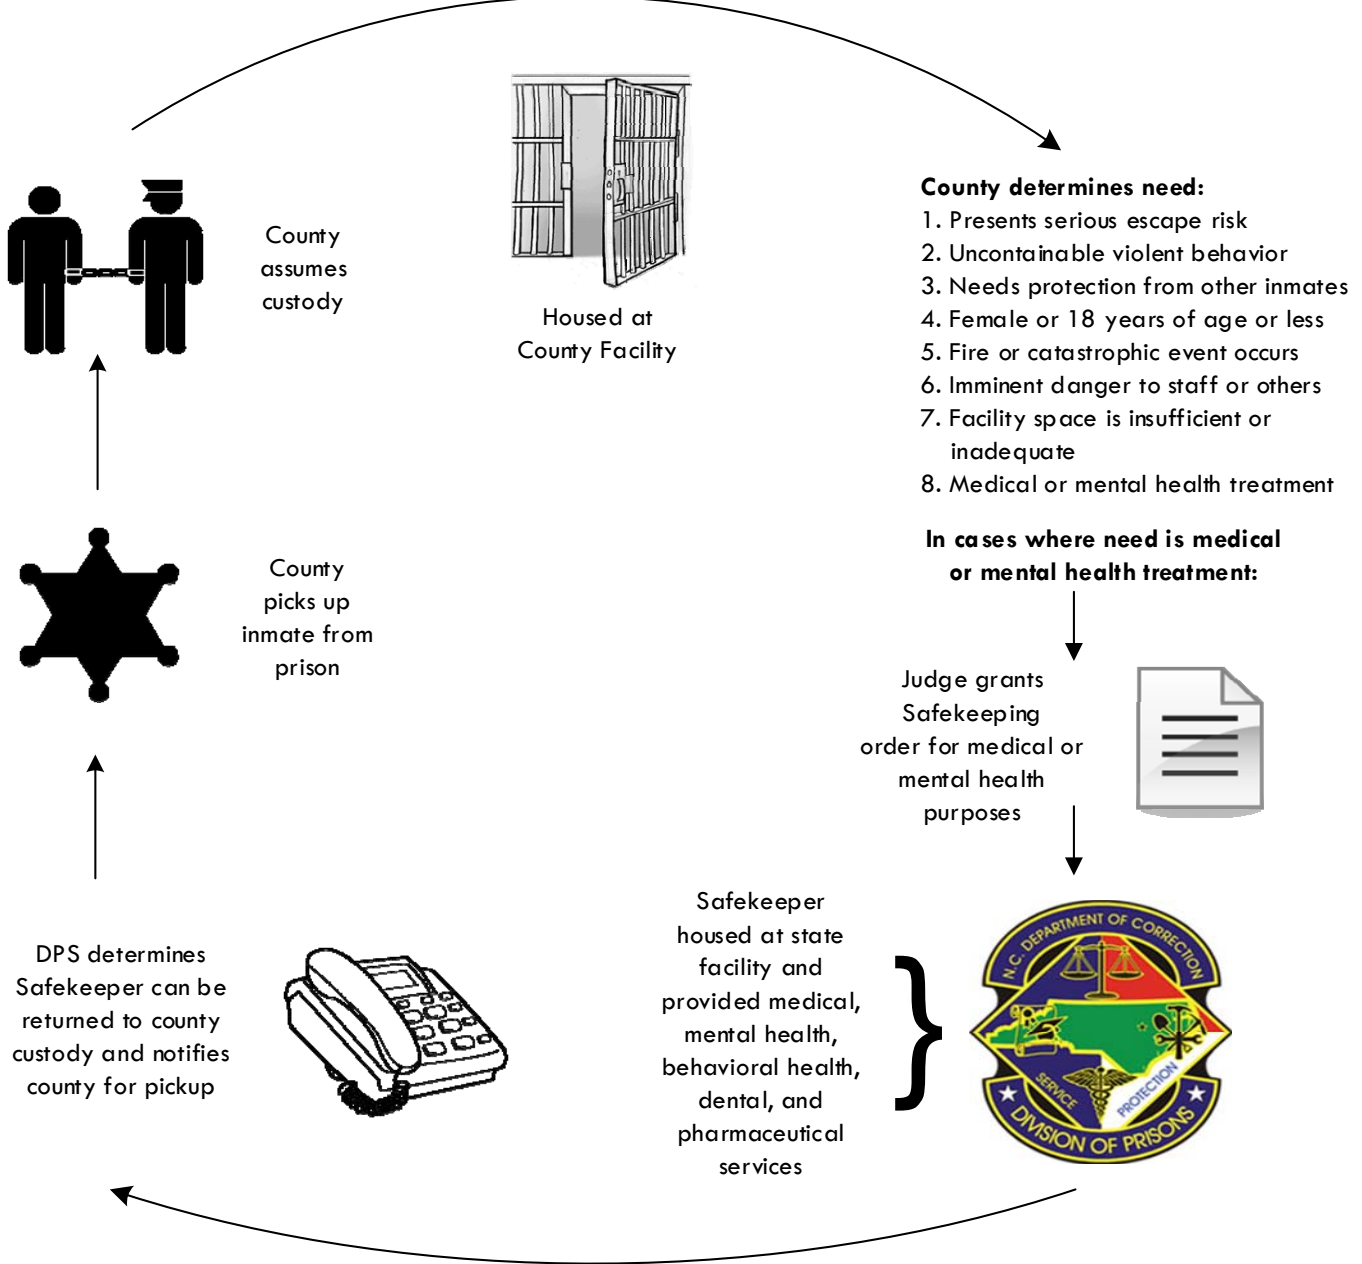 County
assumes
custody
Housed at
County Facility
County determines need:
1. Presents serious escape risk
2. Uncontainable violent behavior
3. Needs protection from other inmates
4. Female or 18 years of age or less
5. Fire or catastrophic event occurs
6. Imminent danger to staff or others
7. Facility space is insufficient or
inadequate
8. Medical or mental health treatment
In cases where need is medical
or mental health treatment:
Judge grants
Safekeeping
order for medical or
mental health
purposes
N.C. DEPARTMENT OF CORRECTION
SERVICE
PROTECTION
DIVISION OF PRISONS
Safekeeper
housed at state
facility and
provided medical,
mental health,
behavioral health,
dental, and
pharmaceutical
services
DPS determines
Safekeeper can be
returned to county
custody and notifies
county for pickup
County
picks up
inmate from
prison